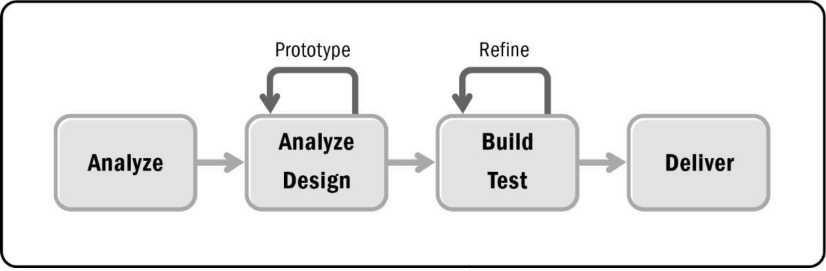 Prototype
Refine
Analyze
Analyze
Design
Build
Test
Deliver